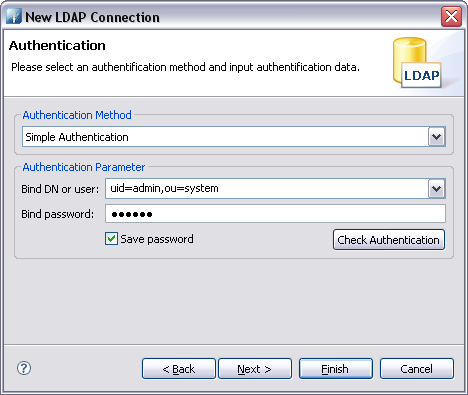 New LDAP Connection
Authentication
Please select an authentification method and input authentification data.
LDAP
Authentication Method
Simple Authentication
Authentication Parameter
Bind DN or user: uid=admin,ou=system
Bind password: ●●●●●●
Save password Check Authentication
? < Back Next > Finish Cancel